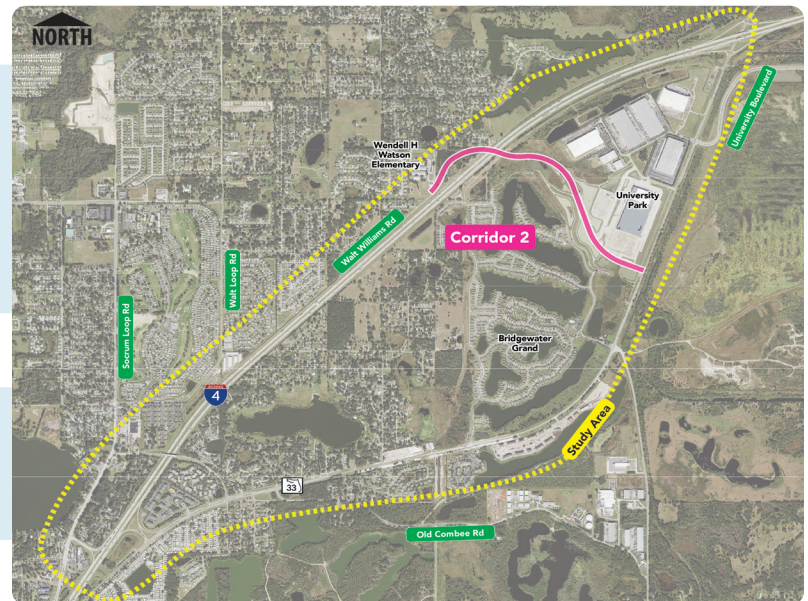 NORTH
University Boulevard
Wendell H
Watson
Elementary
University
Park
Walt Williams Rd
Corridor 2
Walt Loop Rd
Socrum Loop Rd
Bridgewater
Grand
4
Study Area
33
Old Combee Rd